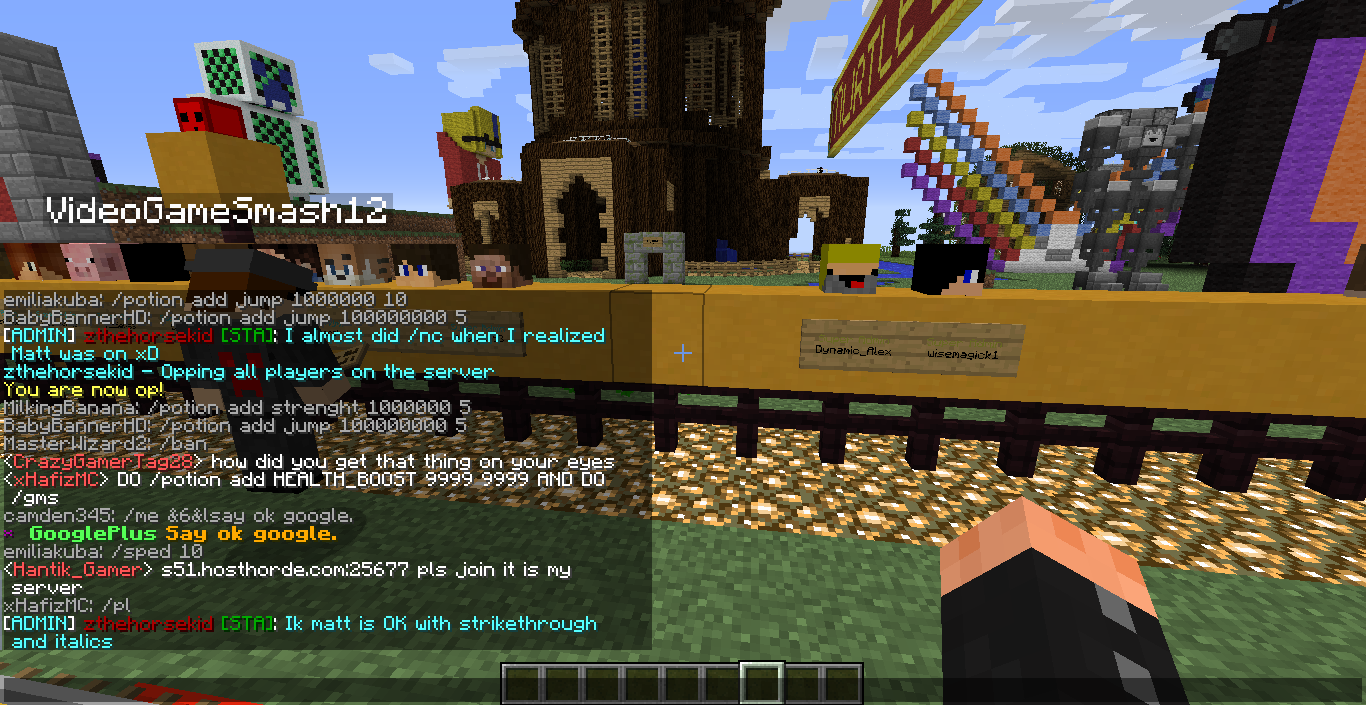 TURTLE
VideoGameSmash12
emiliakuba: /potion add jump 1000000 10
BabyBannerHD: /potion add jump 1000000000 5
[ADMIN] zthehorsekid [STA]: I almost did /nc when I realized
Matt was on xD
zthehorsekid - Opping all players on the server
You are now op!
MilkingBanana: /potion add strenght 1000000 5
BabyBannerHD: /potion add jump 1000000000 5
MasterWizard2: /ban
<CrazyGamerTag28> how did you get that thing on your eyes
<xHafizMC> DO /potion add HEALTH_BOOST 9999 9999 AND DO
/gms
camden345: /me &6&lsay ok google.
* GooglePlus Say ok google.
emiliakuba: /sped 10
<Hantik_Gamer> s51.hosthorde.com:25677 pls join it is my
server
xHafizMC: /pl
[ADMIN] zthehorsekid [STA]: Ik matt is OK with strikethrough
and italics
Dynamic_Alex wisemagick1